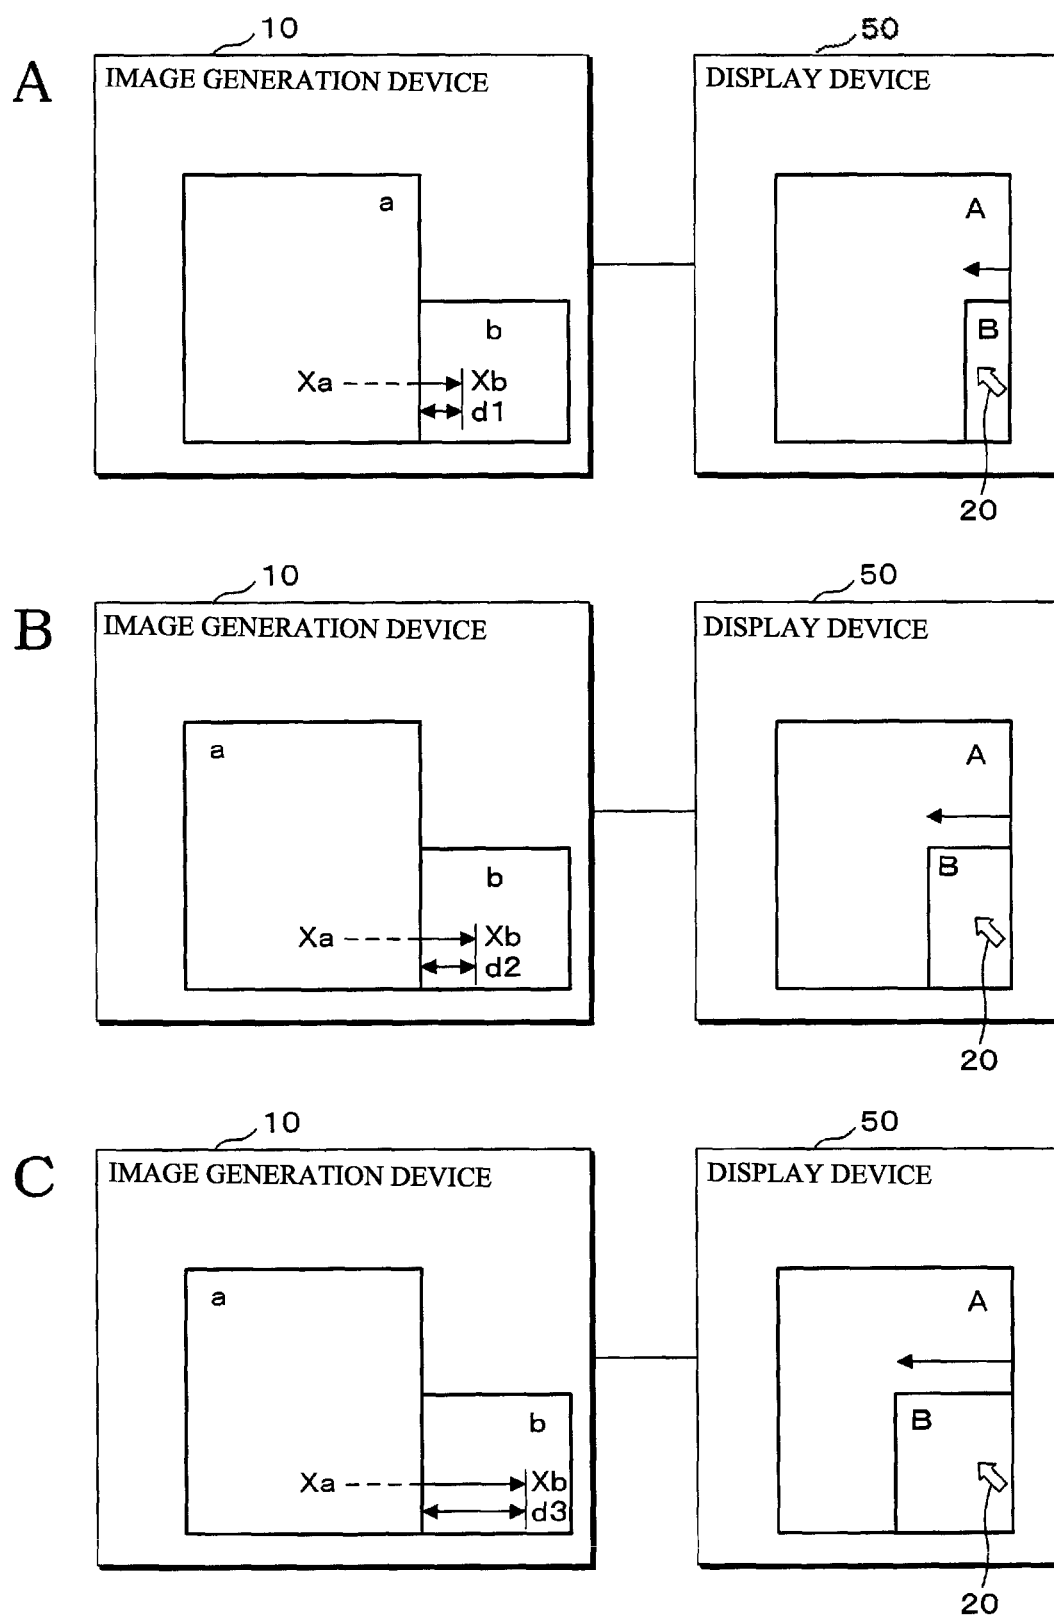 10
50
A
IMAGE GENERATION DEVICE
DISPLAY DEVICE
a
A
b
B
Xa
Xb
d1
20
10
50
B
IMAGE GENERATION DEVICE
DISPLAY DEVICE
a
A
b
B
Xa
Xb
d2
20
10
50
C
IMAGE GENERATION DEVICE
DISPLAY DEVICE
a
A
b
B
Xa
Xb
d3
20